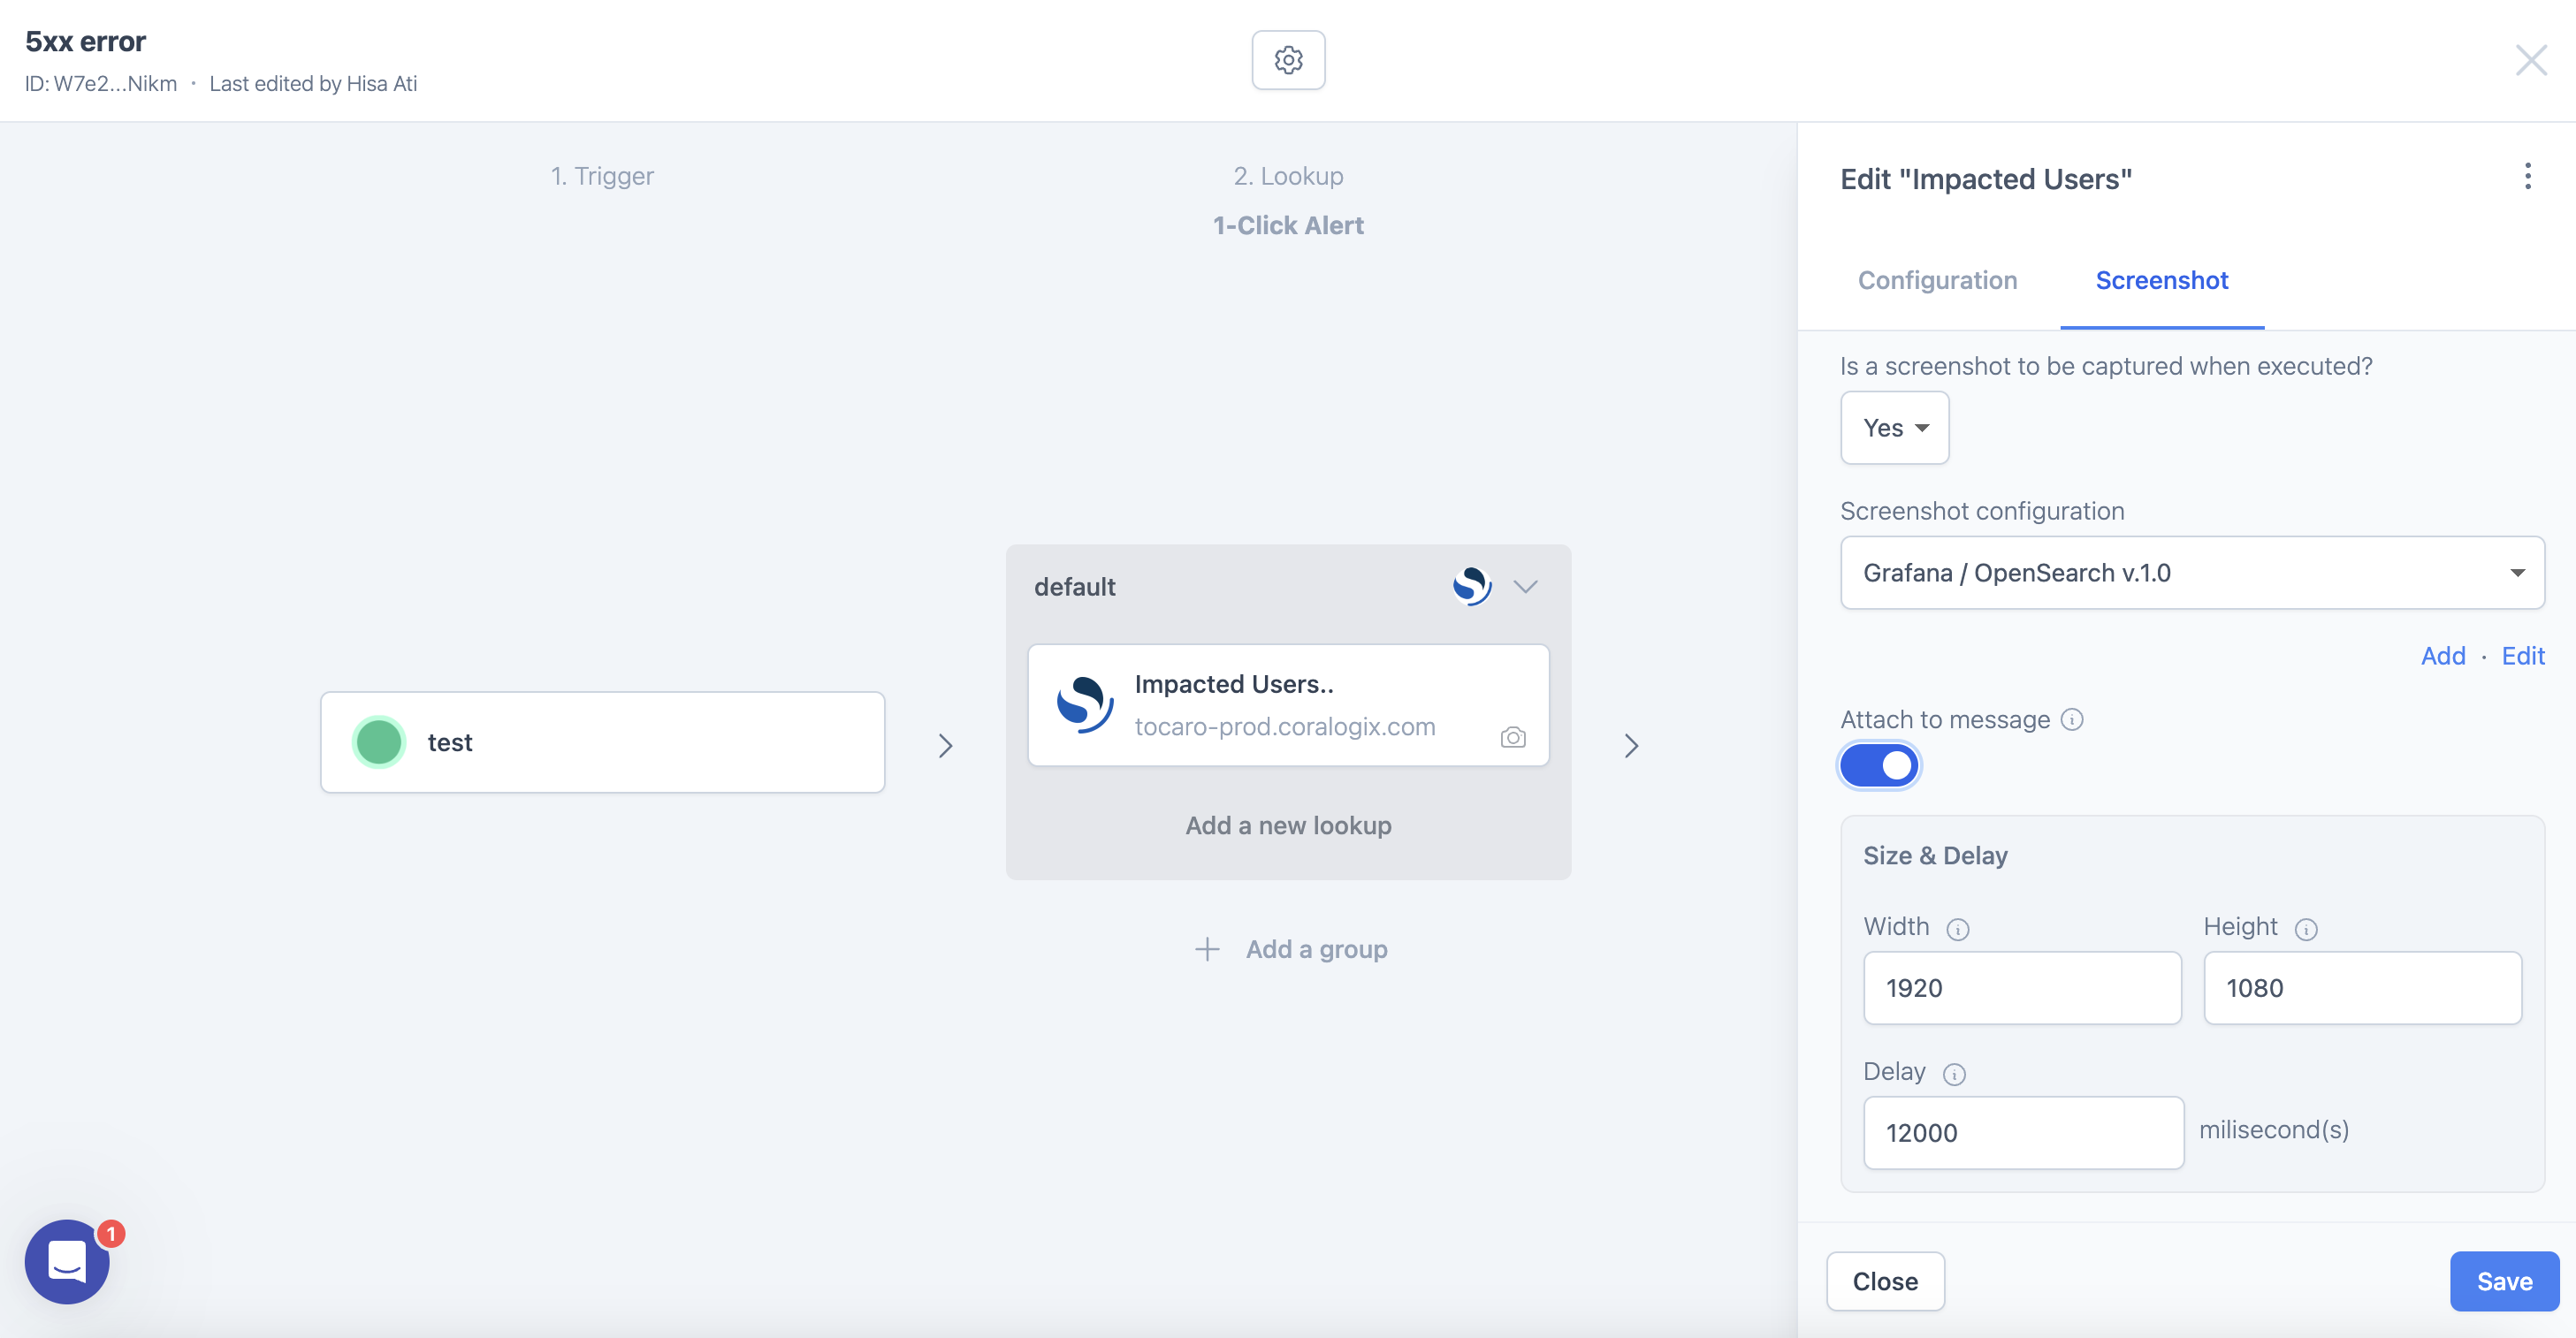 5xx error
ID: W7e2...Nikm · Last edited by Hisa Ati
1. Trigger
2. Lookup
1-Click Alert
test
default
Impacted Users..
tocaro-prod.coralogix.com
Add a new lookup
Add a group
1
Edit "Impacted Users"
Configuration
Screenshot
Is a screenshot to be captured when executed?
Yes
Screenshot configuration
Grafana / OpenSearch v.1.0
Add · Edit
Attach to message
Size & Delay
Width
Height
1920
1080
Delay
12000
milisecond(s)
Close
Save